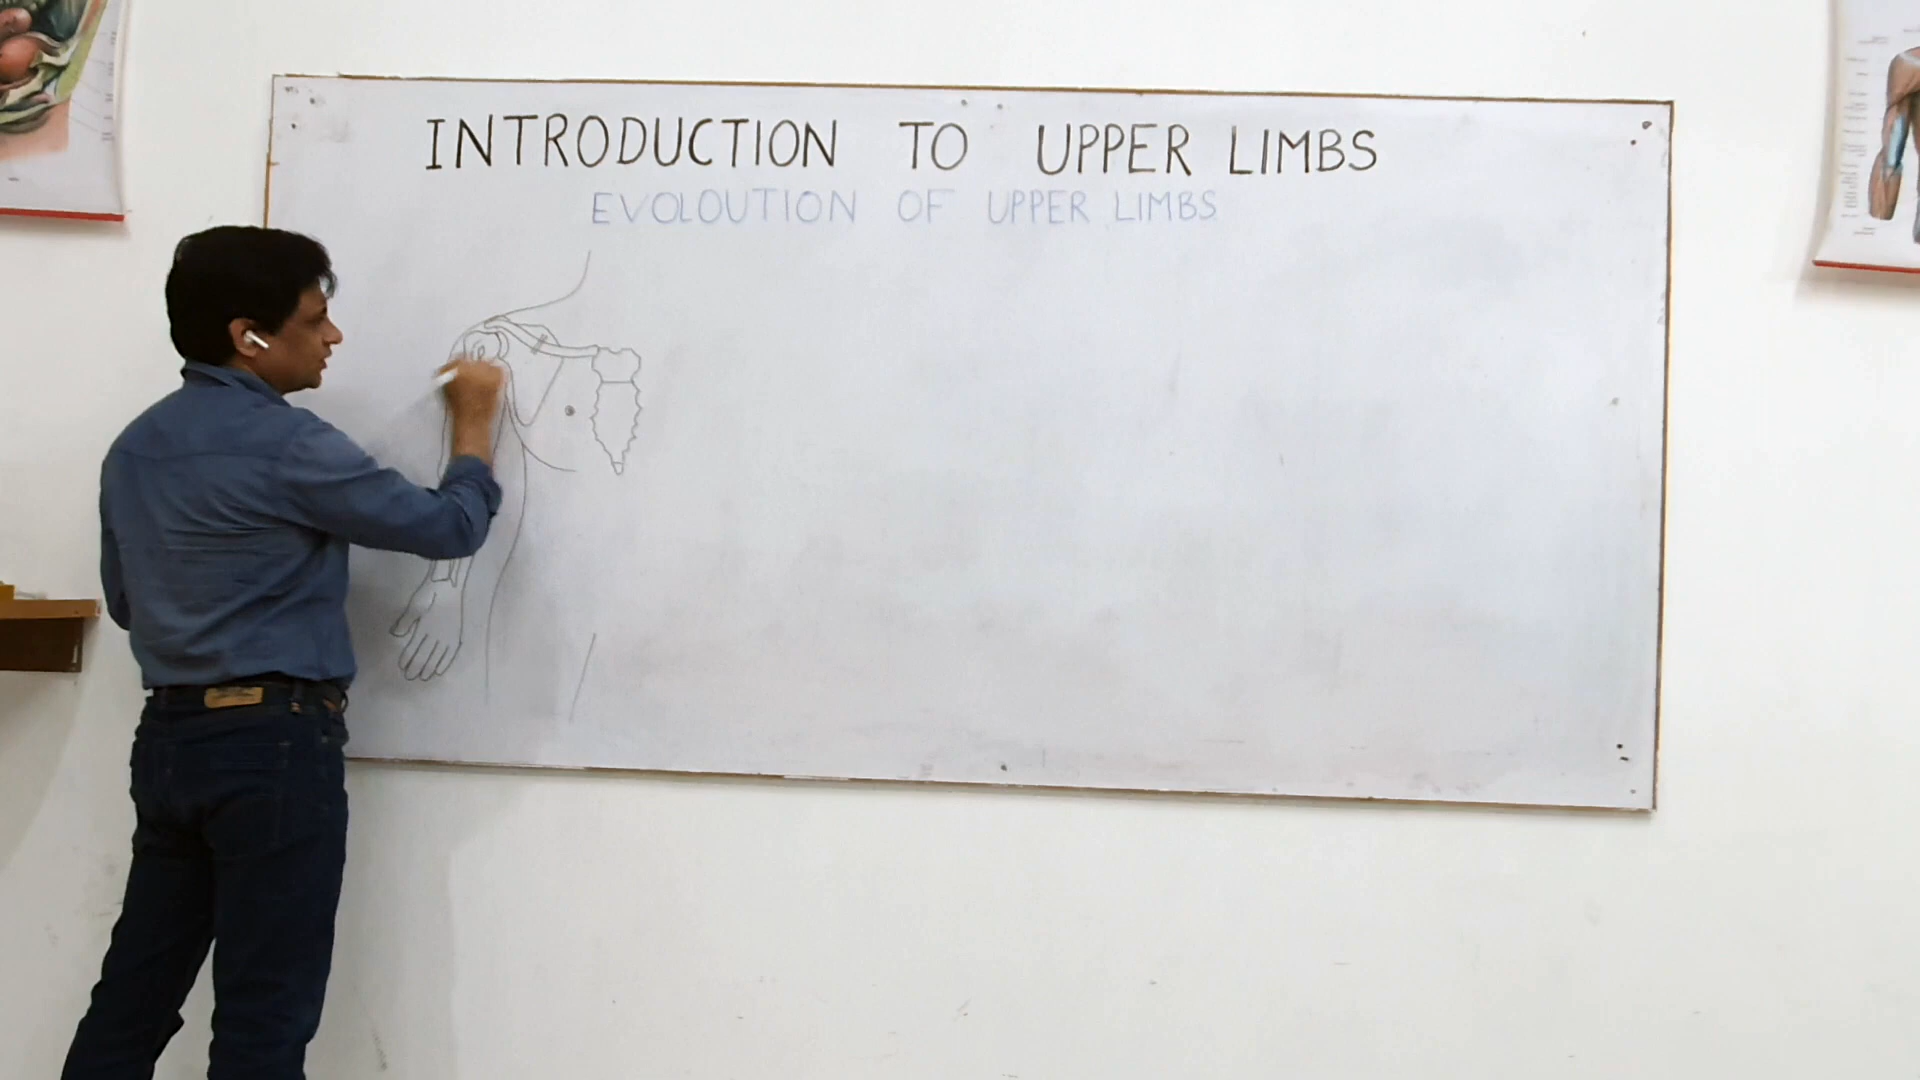 INTRODUCTION TO UPPER LIMBS
EVOLOUTION OF UPPER LIMBS